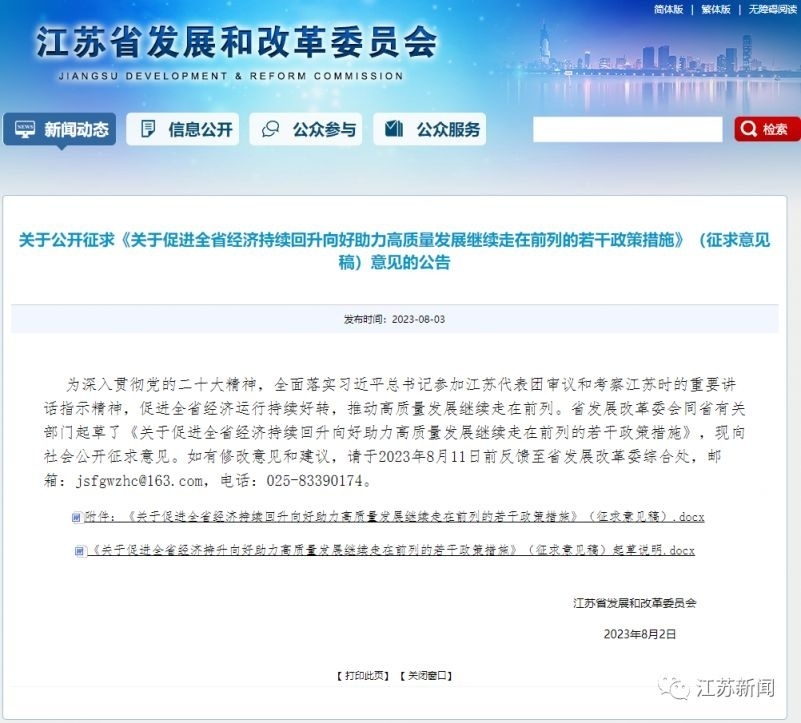 简体版 | 繁体版 | 无障碍阅读
江苏省发展和改革委员会
JIANGSU DEVELOPMENT & REFORM COMMISSION
NEWS 新闻动态 信息公开 公众参与 公众服务 检索
关于公开征求《关于促进全省经济持续回升向好助力高质量发展继续走在前列的若干政策措施》（征求意见
稿）意见的公告
发布时间：2023-08-03
为深入贯彻党的二十大精神，全面落实习近平总书记参加江苏代表团审议和考察江苏时的重要讲
话指示精神，促进全省经济运行持续好转，推动高质量发展继续走在前列。省发展改革委会同省有关
部门起草了《关于促进全省经济持续回升向好助力高质量发展继续走在前列的若干政策措施》，现向
社会公开征求意见。如有修改意见和建议，请于2023年8月11日前反馈至省发展改革委综合处，邮
箱：jsfgwzhc@163.com，电话：025-83390174。
附件：《关于促进全省经济持续回升向好助力高质量发展继续走在前列的若干政策措施》（征求意见稿）.docx
《关于促进全省经济持升向好助力高质量发展继续走在前列的若干政策措施》（征求意见稿）起草说明.docx
江苏省发展和改革委员会
2023年8月2日
【 打印此页】 【 关闭窗口】
江苏新闻